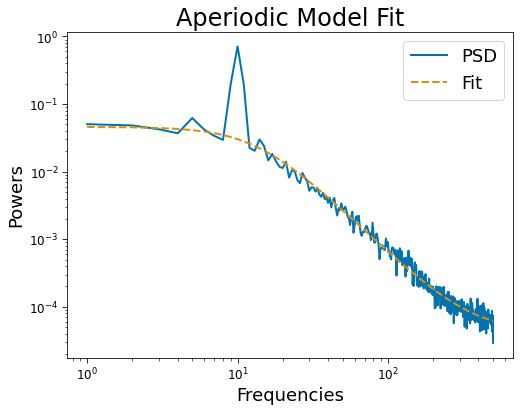 Aperiodic Model Fit
PSD
Fit
Powers
10⁰
10⁻¹
10⁻²
10⁻³
10⁻⁴
10⁰
10¹
10²
Frequencies